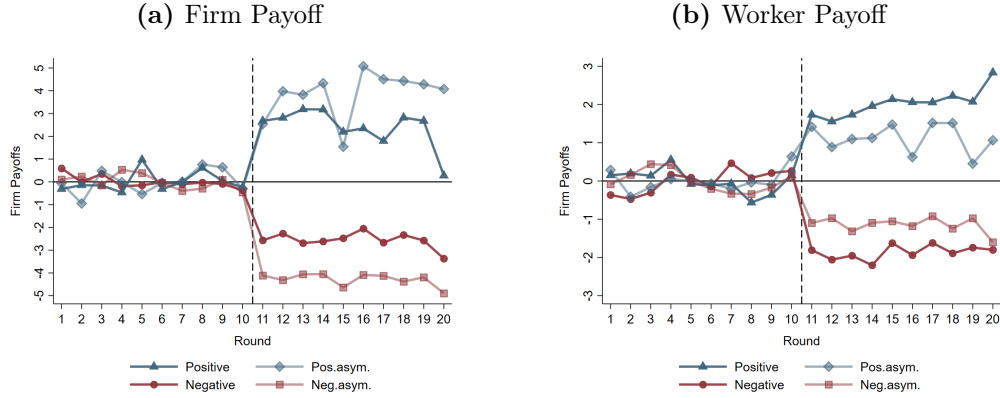 (a) Firm Payoff
Firm Payoffs
5
4
3
2
1
0
-1
-2
-3
-4
-5
1 2 3 4 5 6 7 8 9 10 11 12 13 14 15 16 17 18 19 20
Round
Positive Pos.asym.
Negative Neg.asym.
(b) Worker Payoff
Firm Payoffs
3
2
1
0
-1
-2
-3
1 2 3 4 5 6 7 8 9 10 11 12 13 14 15 16 17 18 19 20
Round
Positive Pos.asym.
Negative Neg.asym.